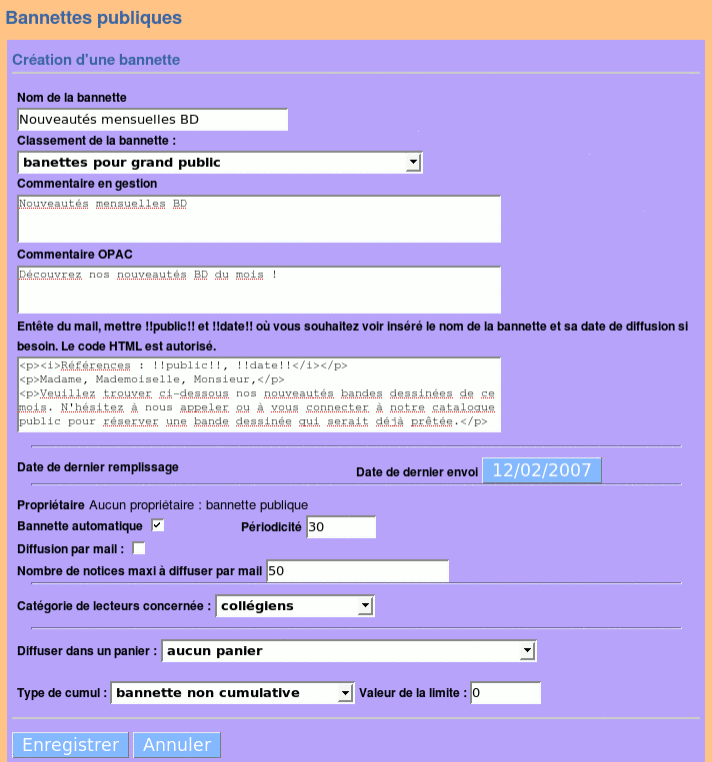 Bannettes publiques
Création d'une bannette
Nom de la bannette
Nouveautés mensuelles BD
Classement de la bannette :
banettes pour grand public
Commentaire en gestion
Nouveautés mensuelles BD
Commentaire OPAC
Découvrez nos nouveautés BD du mois !
Entête du mail, mettre !!public!! et !!date!! où vous souhaitez voir inséré le nom de la bannette et sa date de diffusion si
besoin. Le code HTML est autorisé.
<p><i>Références : !!public!!, !!date!!</i></p>
<p>Madame, Mademoiselle, Monsieur,</p>
<p>Veuillez trouver ci-dessous nos nouveautés bandes dessinées de ce
mois. N'hésitez à nous appeler ou à vous connecter à notre catalogue
public pour réserver une bande dessinée qui serait déjà prêtée.</p>
Date de dernier remplissage Date de dernier envoi 12/02/2007
Propriétaire Aucun propriétaire : bannette publique
Bannette automatique Périodicité 30
Diffusion par mail :
Nombre de notices maxi à diffuser par mail 50
Catégorie de lecteurs concernée : collégiens
Diffuser dans un panier : aucun panier
Type de cumul : bannette non cumulative Valeur de la limite : 0
Enregistrer Annuler